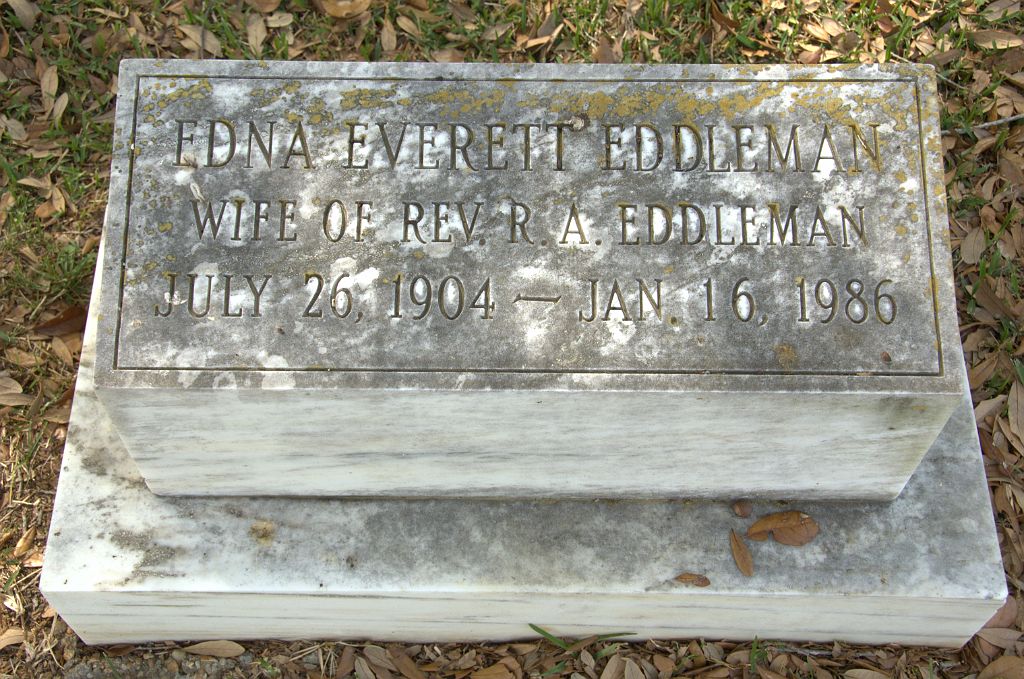 EDNA EVERETT EDDLEMAN
WIFE OF REV. R. A. EDDLEMAN
JULY 26, 1904 — JAN. 16, 1986